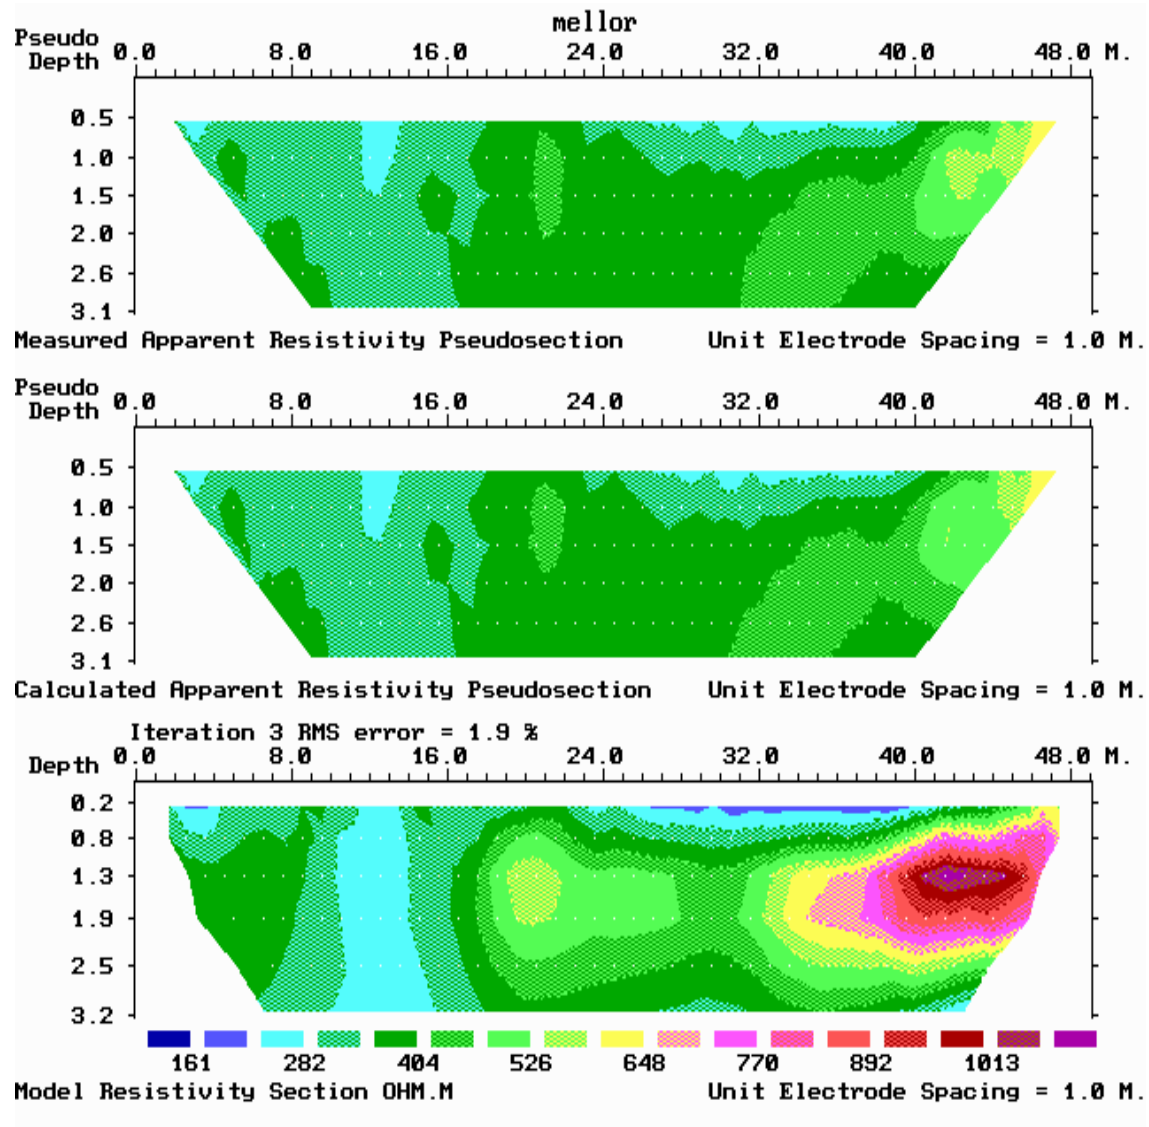 mellor
Pseudo
Depth 0.0 8.0 16.0 24.0 32.0 40.0 48.0 M.
0.5
1.0
1.5
2.0
2.6
3.1
Measured Apparent Resistivity Pseudosection Unit Electrode Spacing = 1.0 M.
Pseudo
Depth 0.0 8.0 16.0 24.0 32.0 40.0 48.0 M.
0.5
1.0
1.5
2.0
2.6
3.1
Calculated Apparent Resistivity Pseudosection Unit Electrode Spacing = 1.0 M.
Iteration 3 RMS error = 1.9 %
Depth 0.0 8.0 16.0 24.0 32.0 40.0 48.0 M.
0.2
0.8
1.3
1.9
2.5
3.2
161 282 404 526 648 770 892 1013
Model Resistivity Section OHM.M Unit Electrode Spacing = 1.0 M.